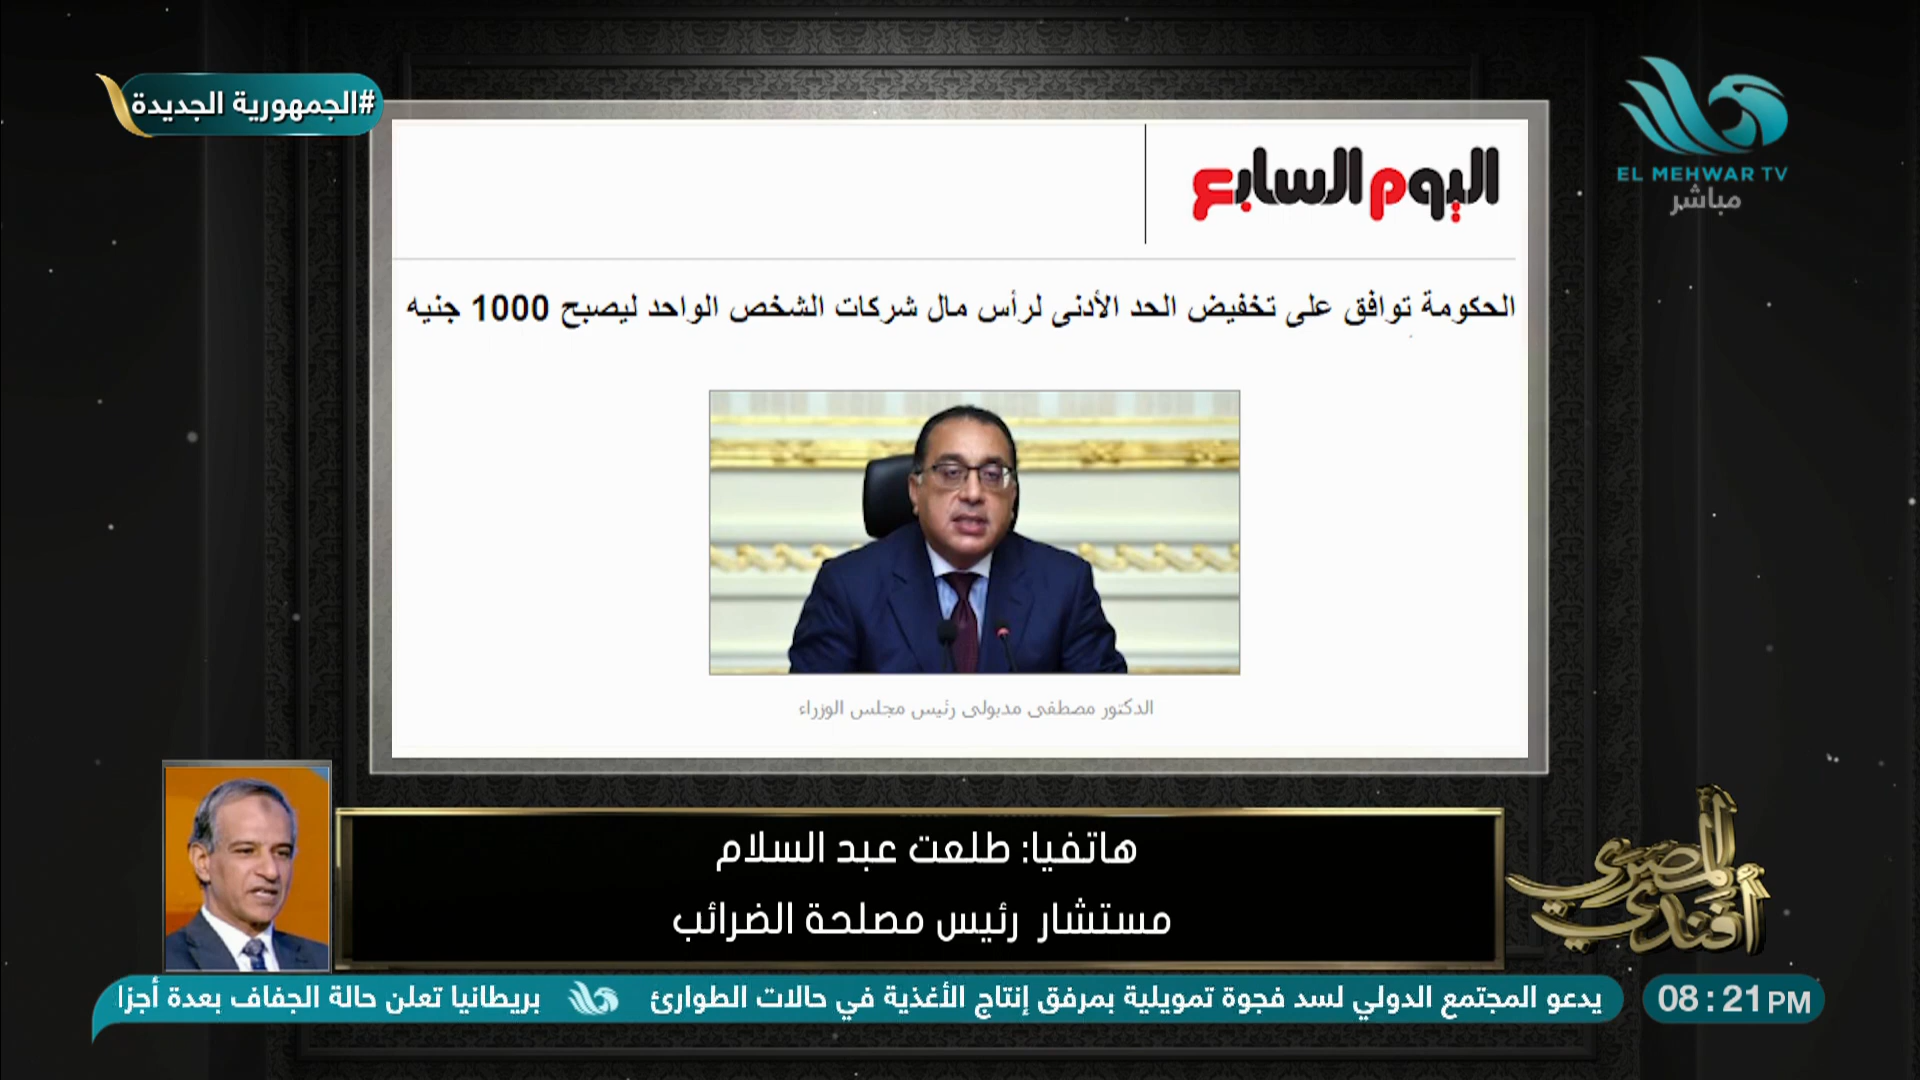 #الجمهورية الجديدة
EL MEHWAR TV
مباشر
اليوم السابع
الحكومة توافق على تخفيض الحد الأدنى لرأس مال شركات الشخص الواحد ليصبح 1000 جنيه
الدكتور مصطفى مدبولى رئيس مجلس الوزراء
هاتفيا: طلعت عبد السلام
مستشار رئيس مصلحة الضرائب
المصري
أفندي
يدعو المجتمع الدولي لسد فجوة تمويلية بمرفق إنتاج الأغذية في حالات الطوارئ بريطانيا تعلن حالة الجفاف بعدة أجزا
08:21PM